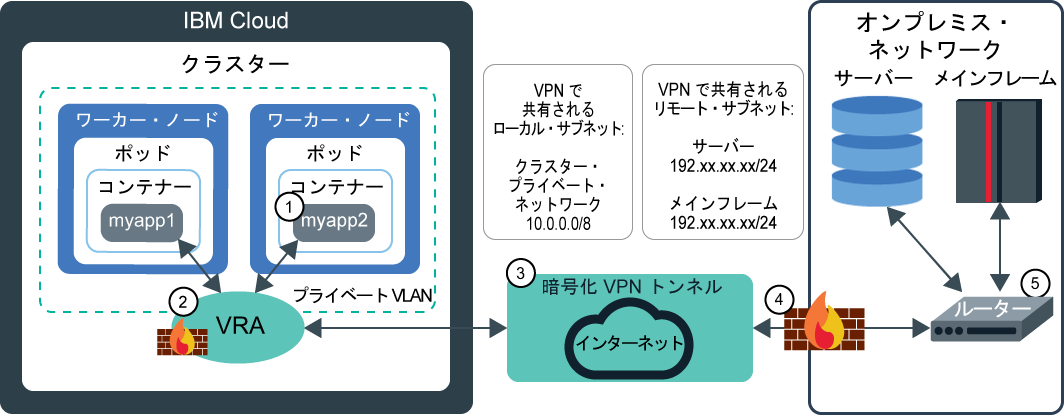 IBM Cloud
クラスター
ワーカー・ノード
ポッド
コンテナー
myapp1
ワーカー・ノード
ポッド
コンテナー
① myapp2
プライベート VLAN
②
VRA
VPN で
共有される
ローカル・サブネット:
クラスター・
プライベート・
ネットワーク
10.0.0.0/8
VPN で共有される
リモート・サブネット:
サーバー
192.xx.xx.xx/24
メインフレーム
192.xx.xx.xx/24
③
暗号化 VPN トンネル
インターネット
④
オンプレミス・
ネットワーク
サーバー
メインフレーム
⑤
ルーター